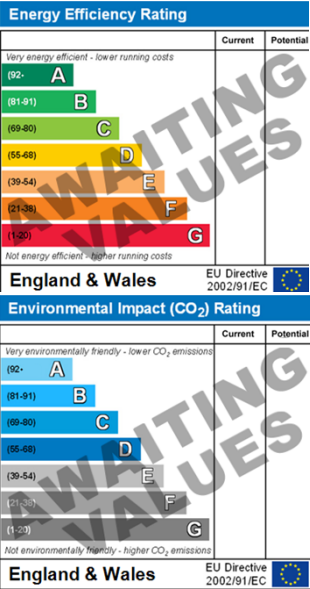 Energy Efficiency Rating
Current Potential
Very energy efficient - lower running costs
(92- A
(81-91) B
(69-80) C
(55-68) D
(39-54) E
(21-38) F
(1-20) G
Not energy efficient - higher running costs
AWAITING
VALUES
England & Wales
EU Directive
2002/91/EC
Environmental Impact (CO2) Rating
Current Potential
Very environmentally friendly - lower CO2 emissions
(92- A
(81-91) B
(69-80) C
(55-68) D
(39-54) E
(21-38) F
(1-20) G
Not environmentally friendly - higher CO2 emissions
AWAITING
VALUES
England & Wales
EU Directive
2002/91/EC